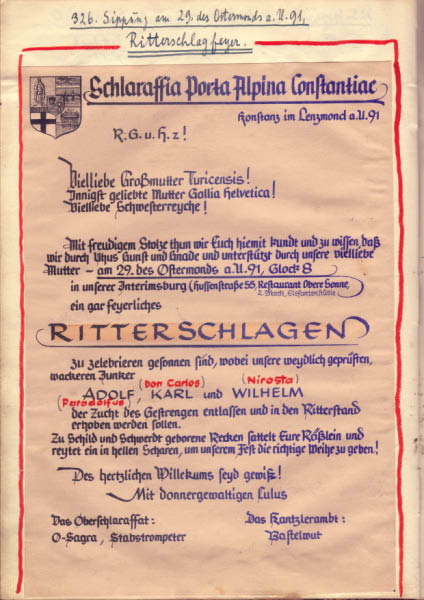 326. Sippung am 29. des Ostermonds a. U. 91,
Ritterschlagfeyer.
Schlaraffia Porta Alpina Constantiae
Konstanz im Lenzmond a.U.91
R.G.u.H.z!
Vielliebe Großmutter Turicensis!
Innigst geliebte Mutter Gallia Helvetica!
Vielliebe Schwesterreyche!
Mit freudigem Stolze thun wir Euch hiemit kundt und zu wissen, daß
wir durch Uhus Gunst und Gnade und unterstützt durch unsere vielliebe
Mutter – am 29. des Ostermonds a.U.91, Glock 8
in unserer Interimsburg (Hussenstraße 55, Restaurant Obere Sonne,
2. Stock, Elefantenstüble)
ein gar feyerliches
RITTERSCHLAGEN
zu zelebrieren gesonnen sind, wobei unsere weydlich geprüften,
wackeren Junker
(Don Carlos) (Nirosta)
ADOLF, KARL und WILHELM
(Paradolfus)
der Zucht des Gestrengen entlassen und in den Ritterstand
erhoben werden sollen.
Zu Schild und Schwerdt geborene Recken sattelt Eure Rößlein und
reytet ein in hellen Scharen, um unserem Fest die richtige Weihe zu geben!
Des hertzlichen Willekums seyd gewiß!
Mit donnergewaltigen Lulus
Das Oberschlaraffat: Das Kantzlerambt:
O-Sagra, Stabstrompeter Bastelwut